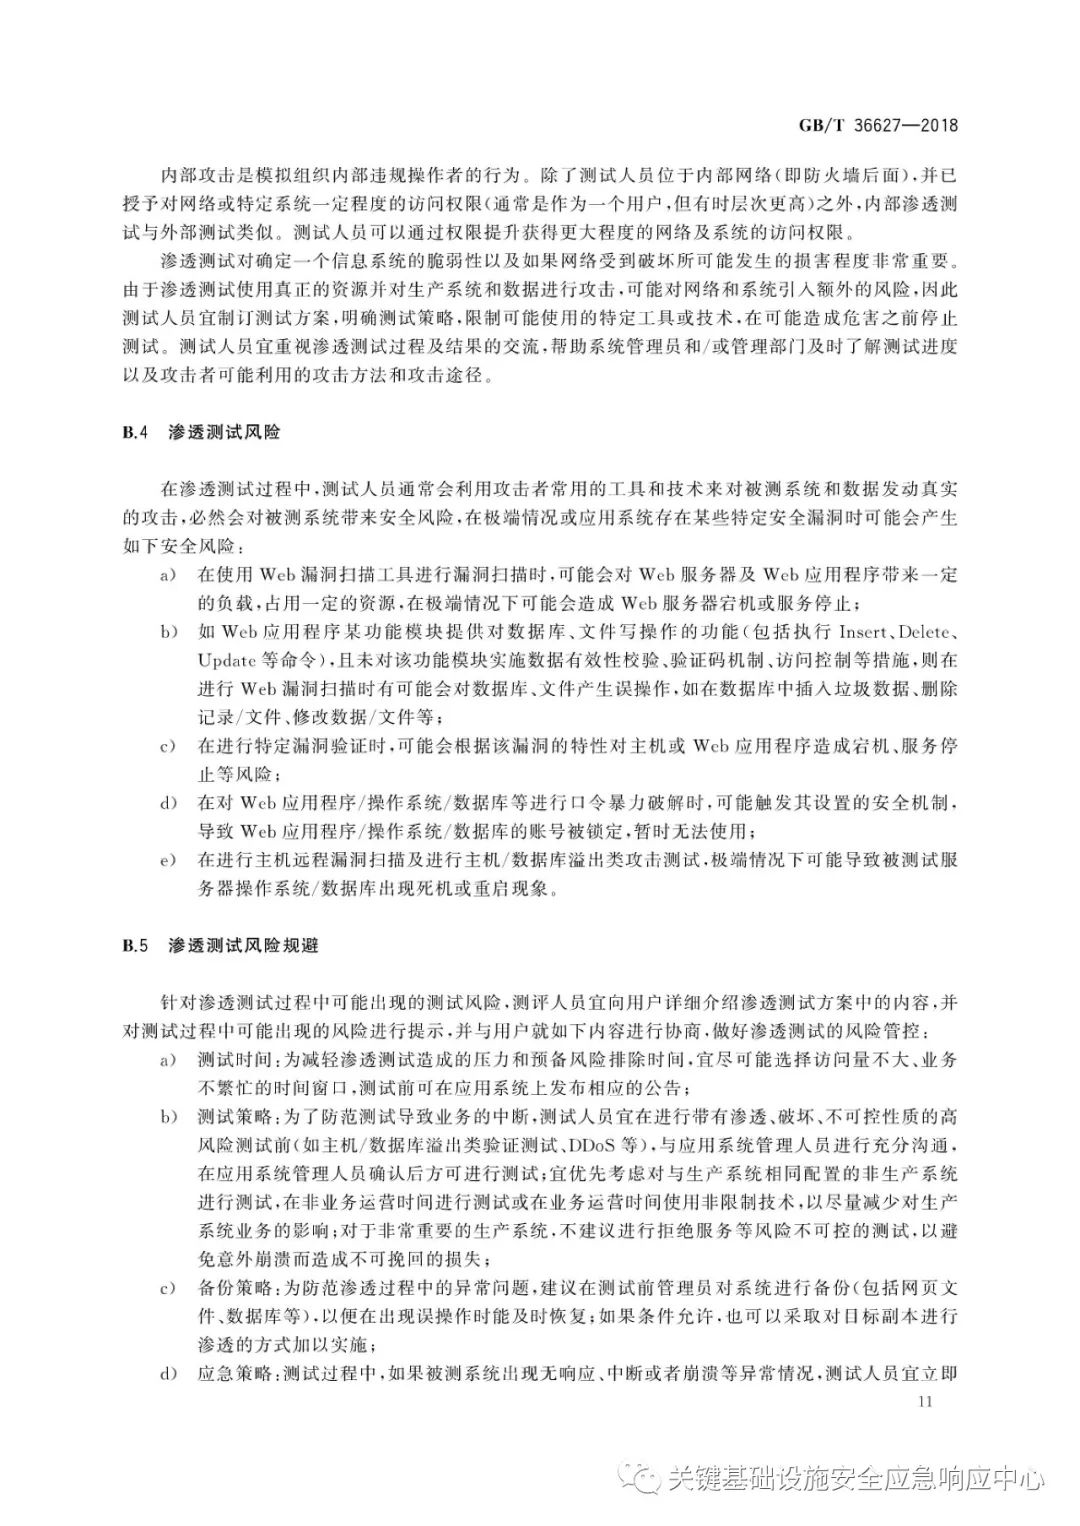 GB/T 36627—2018
内部攻击是模拟组织内部违规操作者的行为。除了测试人员位于内部网络(即防火墙后面),并已
授予对网络或特定系统一定程度的访问权限(通常是作为一个用户,但有时层次更高)之外,内部渗透测
试与外部测试类似。测试人员可以通过权限提升获得更大程度的网络及系统的访问权限。
渗透测试对确定一个信息系统的脆弱性以及如果网络受到破坏所可能发生的损害程度非常重要。
由于渗透测试使用真正的资源并对生产系统和数据进行攻击,可能对网络和系统引入额外的风险,因此
测试人员宜制订测试方案,明确测试策略,限制可能使用的特定工具或技术,在可能造成危害之前停止
测试。测试人员宜重视渗透测试过程及结果的交流,帮助系统管理员和/或管理部门及时了解测试进度
以及攻击者可能利用的攻击方法和攻击途径。
B.4 渗透测试风险
在渗透测试过程中,测试人员通常会利用攻击者常用的工具和技术来对被测系统和数据发动真实
的攻击,必然会对被测系统带来安全风险,在极端情况或应用系统存在某些特定安全漏洞时可能会产生
如下安全风险:
a) 在使用 Web 漏洞扫描工具进行漏洞扫描时,可能会对 Web 服务器及 Web 应用程序带来一定
的负载,占用一定的资源,在极端情况下可能会造成 Web 服务器宕机或服务停止;
b) 如 Web 应用程序某功能模块提供对数据库、文件写操作的功能(包括执行 Insert、Delete、
Update 等命令),且未对该功能模块实施数据有效性校验、验证码机制、访问控制等措施,则在
进行 Web 漏洞扫描时有可能会对数据库、文件产生误操作,如在数据库中插入垃圾数据、删除
记录/文件、修改数据/文件等;
c) 在进行特定漏洞验证时,可能会根据该漏洞的特性对主机或 Web 应用程序造成宕机、服务停
止等风险;
d) 在对 Web 应用程序/操作系统/数据库等进行口令暴力破解时,可能触发其设置的安全机制,
导致 Web 应用程序/操作系统/数据库的账号被锁定,暂时无法使用;
e) 在进行主机远程漏洞扫描及进行主机/数据库溢出类攻击测试,极端情况下可能导致被测试服
务器操作系统/数据库出现死机或重启现象。
B.5 渗透测试风险规避
针对渗透测试过程中可能出现的测试风险,测评人员宜向用户详细介绍渗透测试方案中的内容,并
对测试过程中可能出现的风险进行提示,并与用户就如下内容进行协商,做好渗透测试的风险管控:
a) 测试时间:为减轻渗透测试造成的压力和预备风险排除时间,宜尽可能选择访问量不大、业务
不繁忙的时间窗口,测试前可在应用系统上发布相应的公告;
b) 测试策略:为了防范测试导致业务的中断,测试人员宜在进行带有渗透、破坏、不可控性质的高
风险测试前(如主机/数据库溢出类验证测试、DDoS 等),与应用系统管理人员进行充分沟通,
在应用系统管理人员确认后方可进行测试;宜优先考虑对与生产系统相同配置的非生产系统
进行测试,在非业务运营时间进行测试或在业务运营时间使用非限制技术,以尽量减少对生产
系统业务的影响;对于非常重要的生产系统,不建议进行拒绝服务等风险不可控的测试,以避
免意外崩溃而造成不可挽回的损失;
c) 备份策略:为防范渗透过程中的异常问题,建议在测试前管理员对系统进行备份(包括网页文
件、数据库等),以便在出现误操作时能及时恢复;如果条件允许,也可以采取对目标副本进行
渗透的方式加以实施;
d) 应急策略:测试过程中,如果被测系统出现无响应、中断或者崩溃等异常情况,测试人员宜立即
11
关键基础设施安全应急响应中心